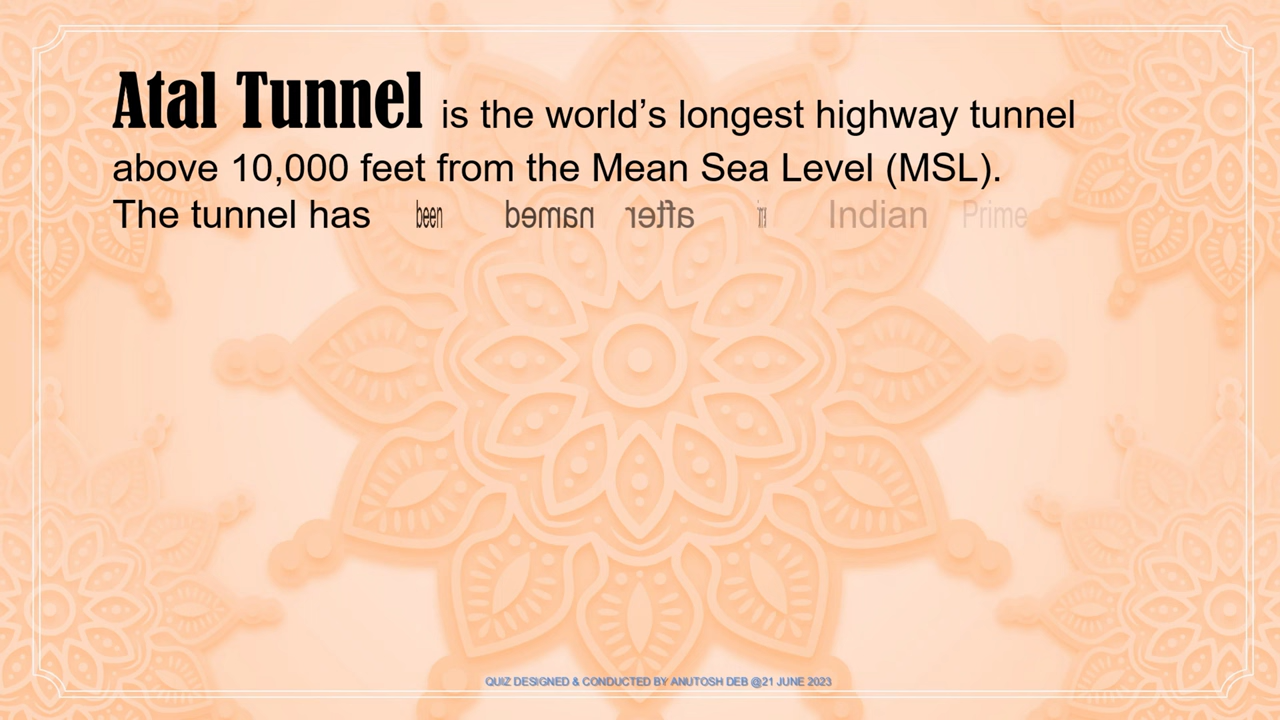 Atal Tunnel is the world’s longest highway tunnel
above 10,000 feet from the Mean Sea Level (MSL).
The tunnel has been named after Indian Prime
QUIZ DESIGNED & CONDUCTED BY ANUTOSH DEB @21 JUNE 2023